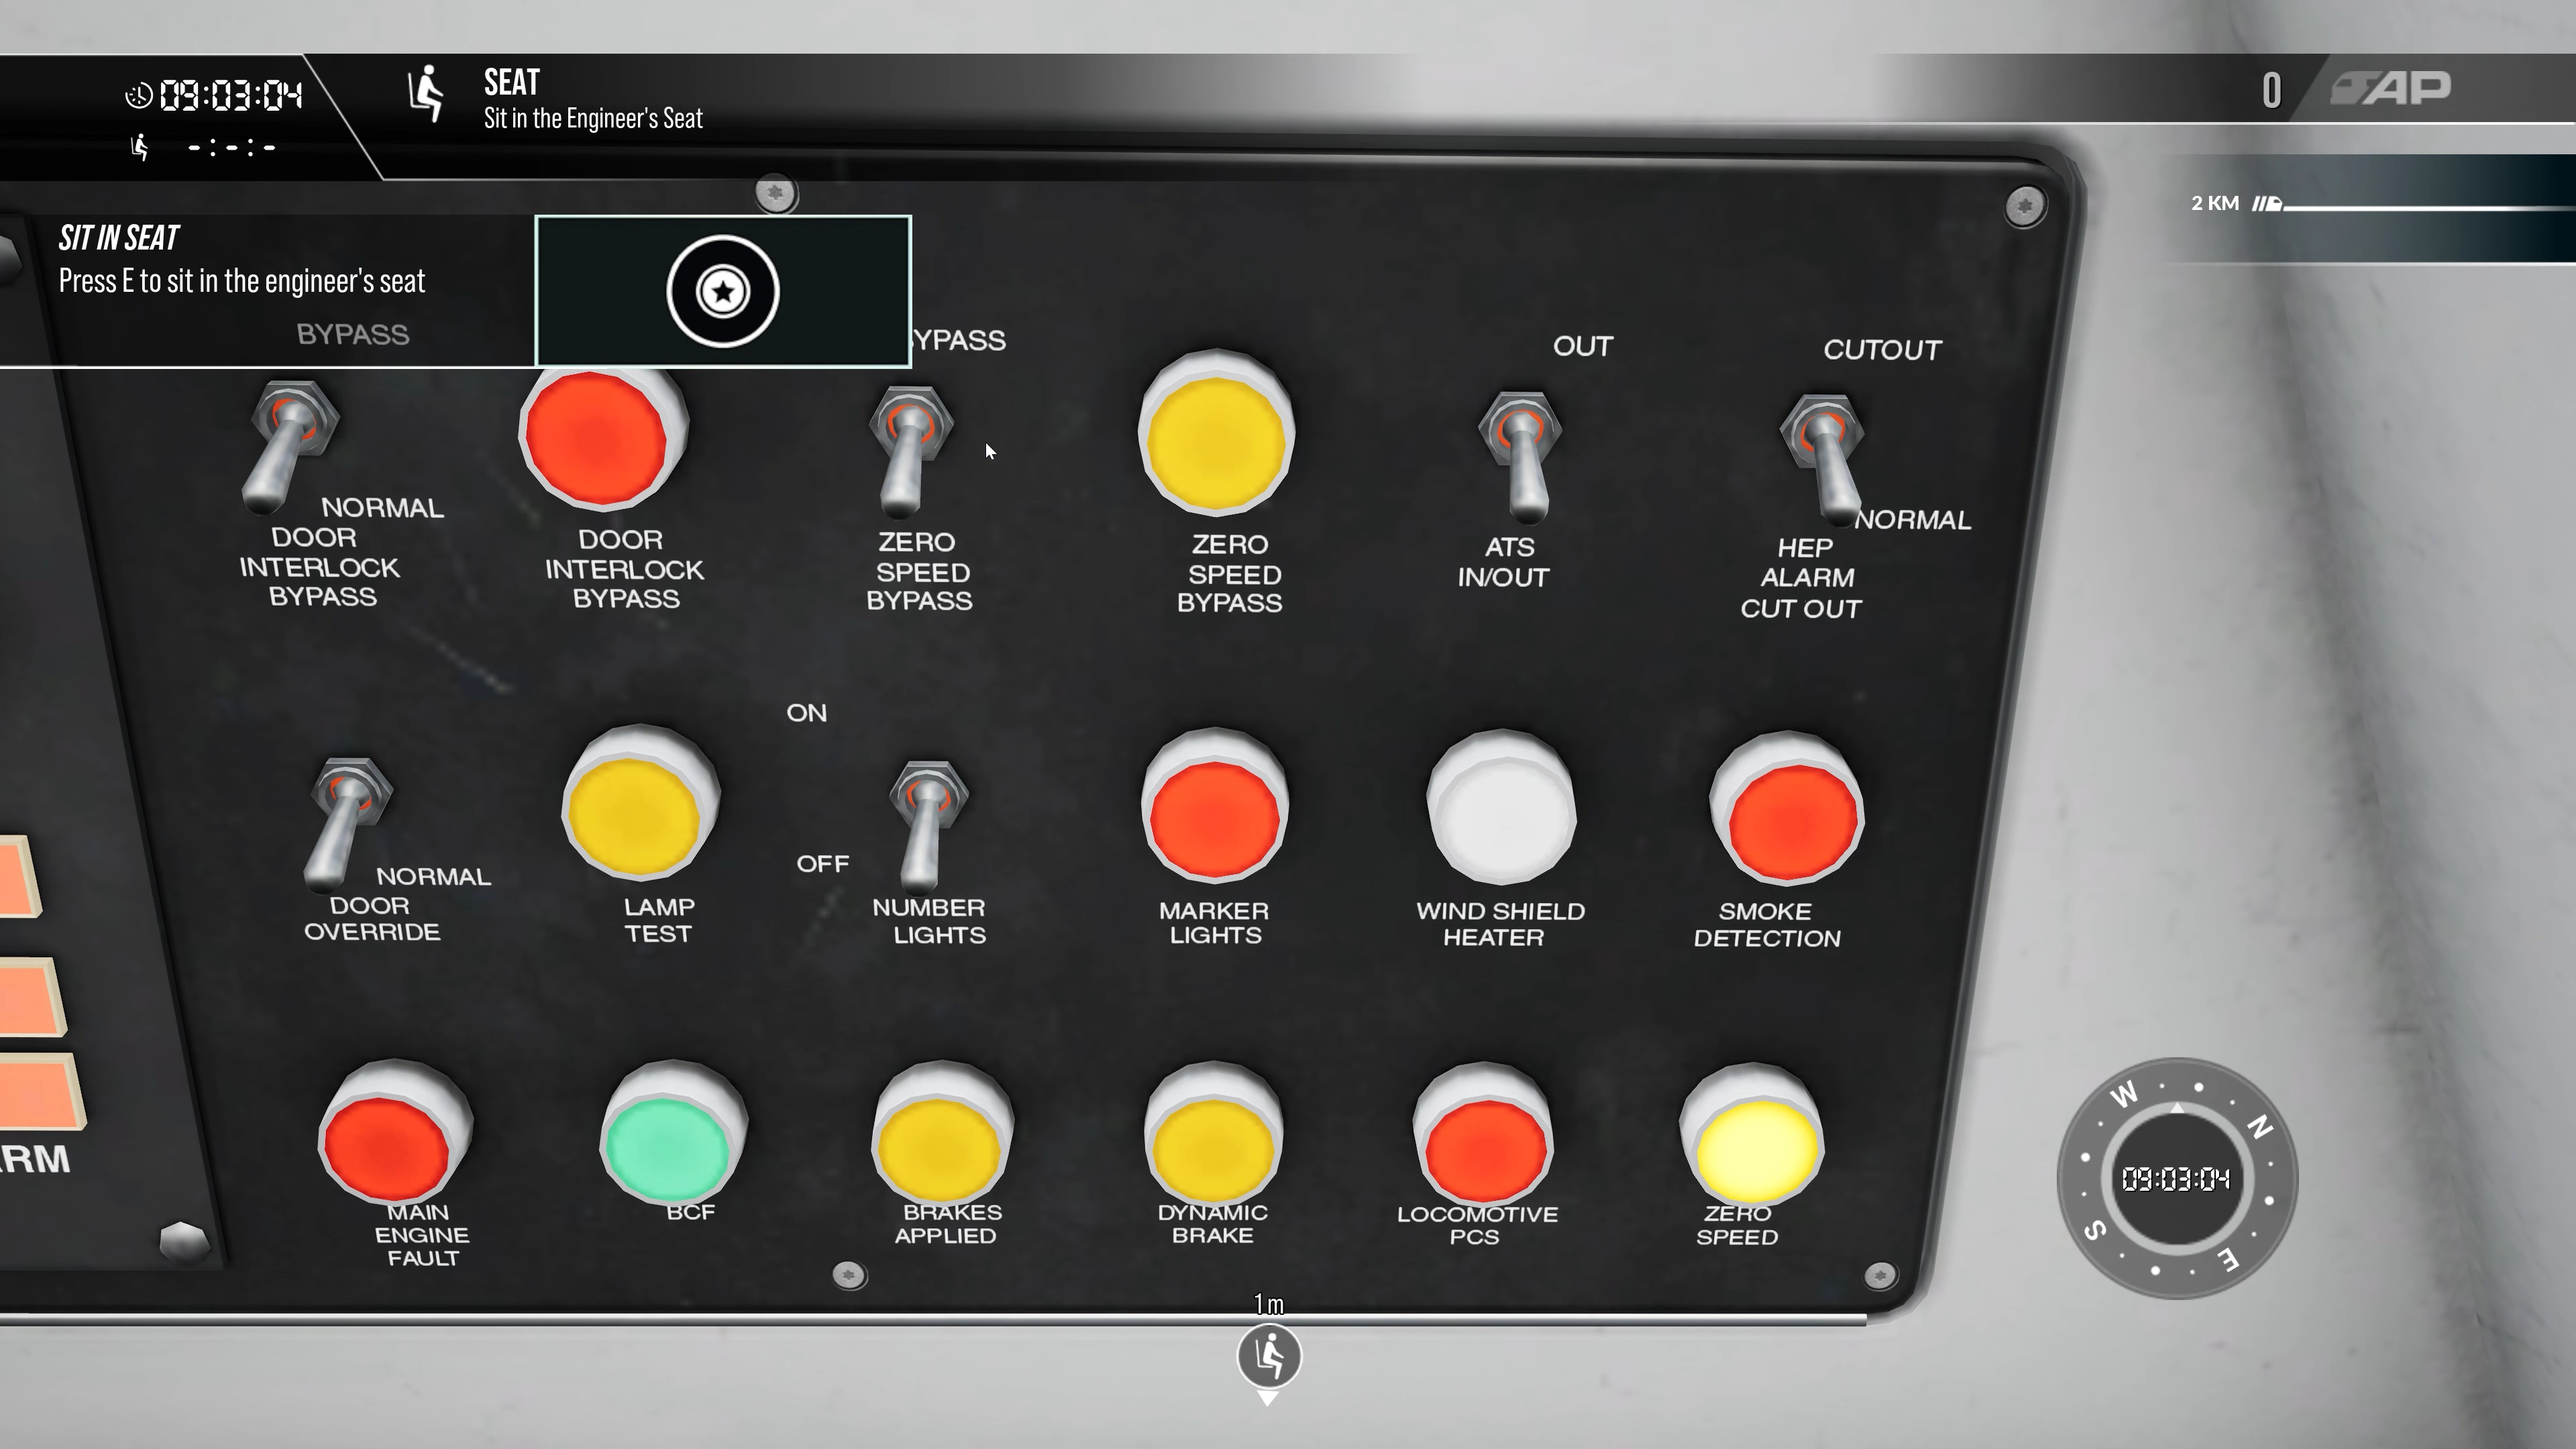 09:03:04
- : - : -
SEAT
Sit in the Engineer's Seat
0
AP
2 KM
SIT IN SEAT
Press E to sit in the engineer's seat
BYPASS
YPASS
OUT
CUTOUT
NORMAL
DOOR
INTERLOCK
BYPASS
DOOR
INTERLOCK
BYPASS
ZERO
SPEED
BYPASS
ZERO
SPEED
BYPASS
ATS
IN/OUT
NORMAL
HEP
ALARM
CUT OUT
ON
OFF
NORMAL
DOOR
OVERRIDE
LAMP
TEST
NUMBER
LIGHTS
MARKER
LIGHTS
WIND SHIELD
HEATER
SMOKE
DETECTION
RM
MAIN
ENGINE
FAULT
BCF
BRAKES
APPLIED
DYNAMIC
BRAKE
LOCOMOTIVE
PCS
ZERO
SPEED
W
N
S
E
09:03:04
1 m